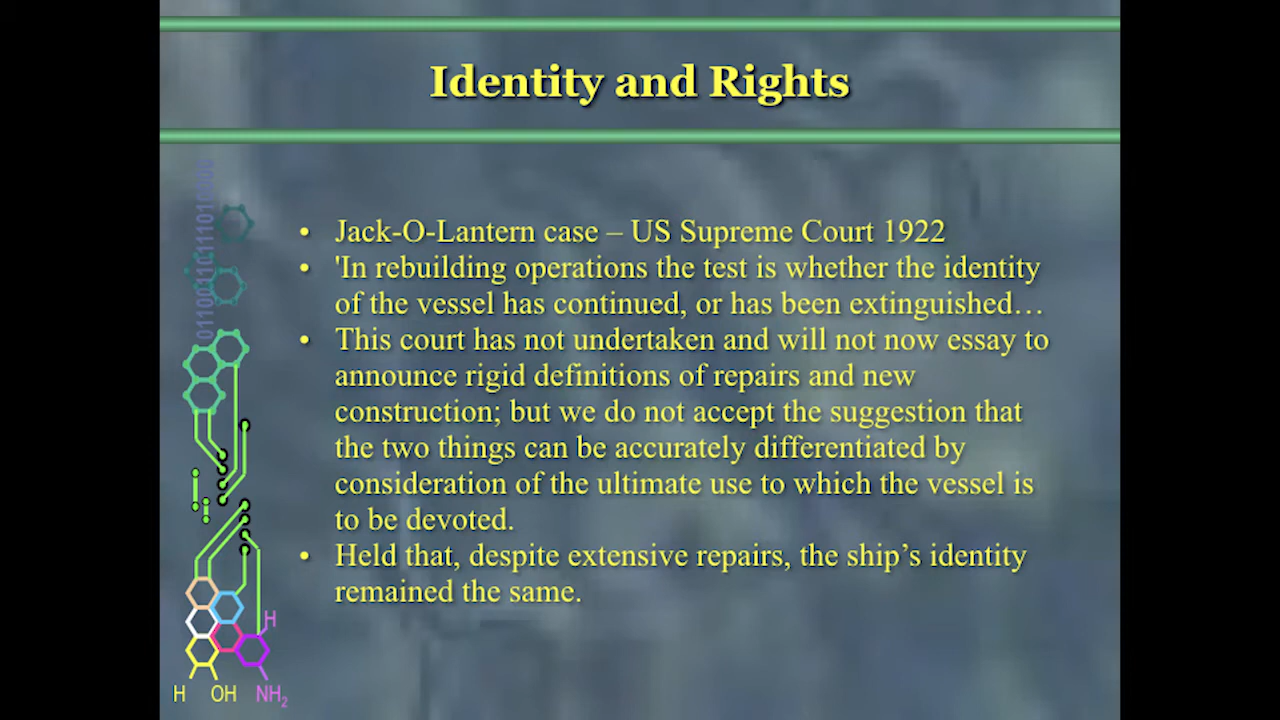 Identity and Rights
• Jack-O-Lantern case – US Supreme Court 1922
• 'In rebuilding operations the test is whether the identity
of the vessel has continued, or has been extinguished…
• This court has not undertaken and will not now essay to
announce rigid definitions of repairs and new
construction; but we do not accept the suggestion that
the two things can be accurately differentiated by
consideration of the ultimate use to which the vessel is
to be devoted.
• Held that, despite extensive repairs, the ship’s identity
remained the same.
H
H OH NH2